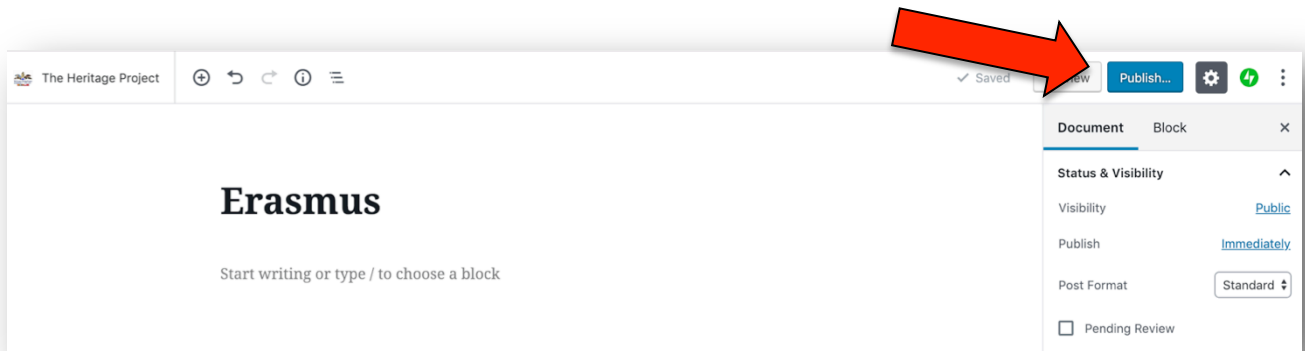 The Heritage Project
Saved
Publish...
Document Block
Status & Visibility
Erasmus
Visibility Public
Publish Immediately
Start writing or type / to choose a block
Post Format Standard
Pending Review